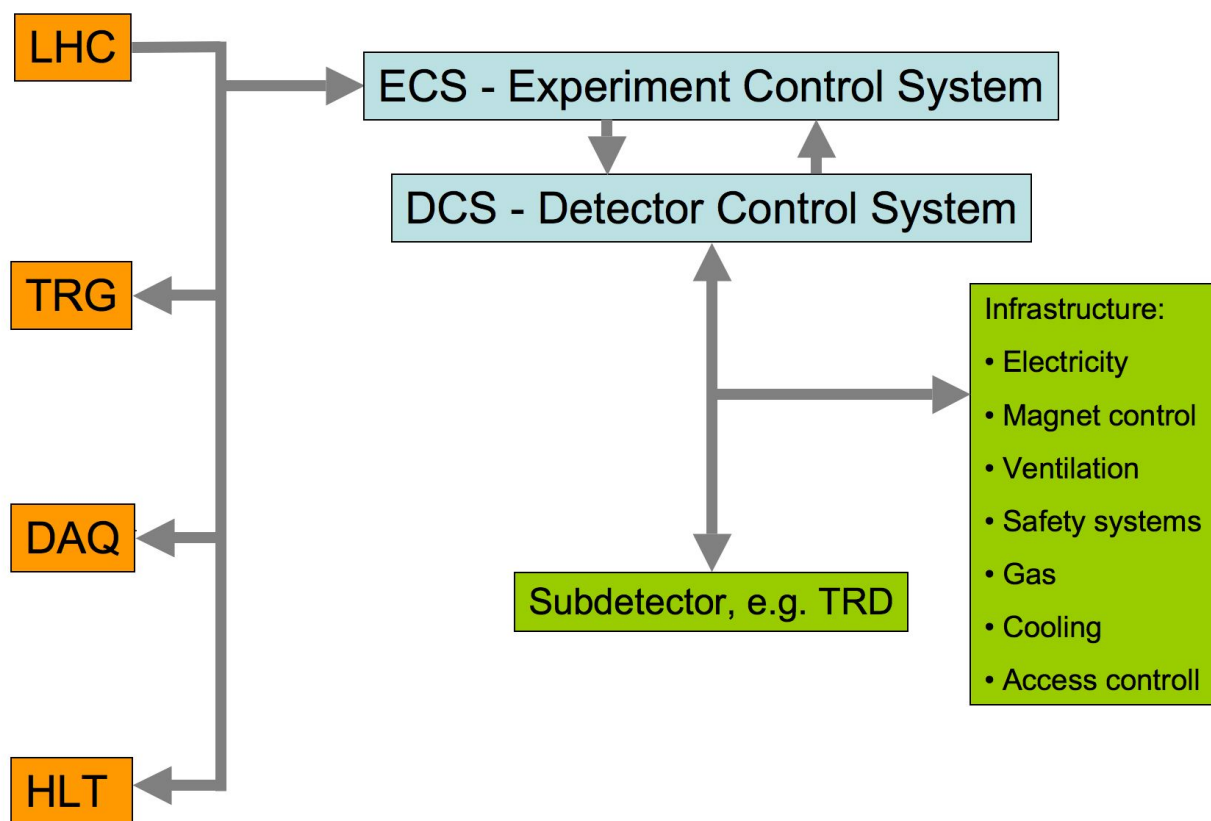 LHC
ECS - Experiment Control System
DCS - Detector Control System
TRG
Infrastructure:
• Electricity
• Magnet control
• Ventilation
• Safety systems
• Gas
• Cooling
• Access controll
DAQ
Subdetector, e.g. TRD
HLT